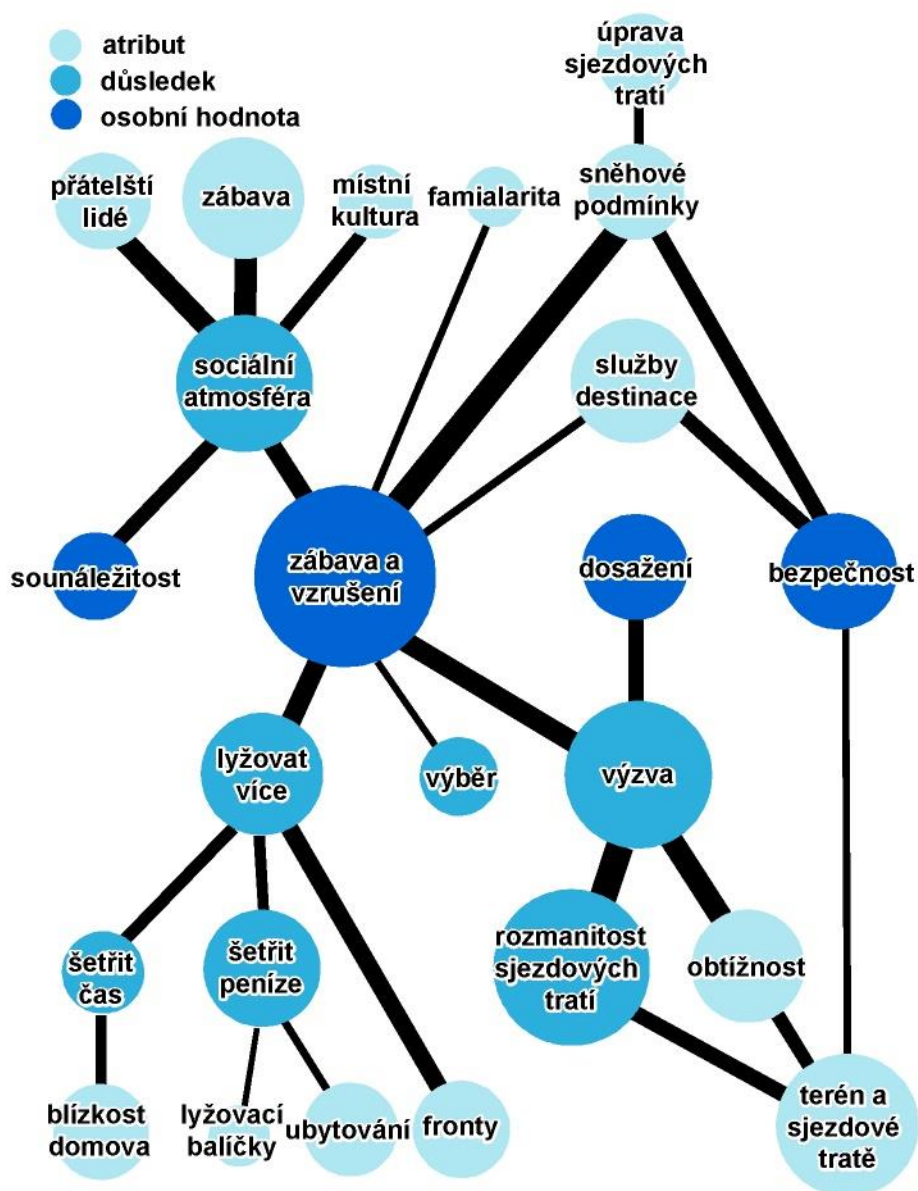 atribut
důsledek
osobní hodnota
úprava
sjezdových
tratí
přátelští
lidé
zábava
místní
kultura
famialarita
sněhové
podmínky
sociální
atmosféra
služby
destinace
sounáležitost
zábava a
vzrušení
dosažení
bezpečnost
lyžovat
více
výběr
výzva
šetřit
čas
šetřit
peníze
rozmanitost
sjezdových
tratí
obtížnost
blízkost
domova
lyžovací
balíčky
ubytování
fronty
terén a
sjezdové
tratě